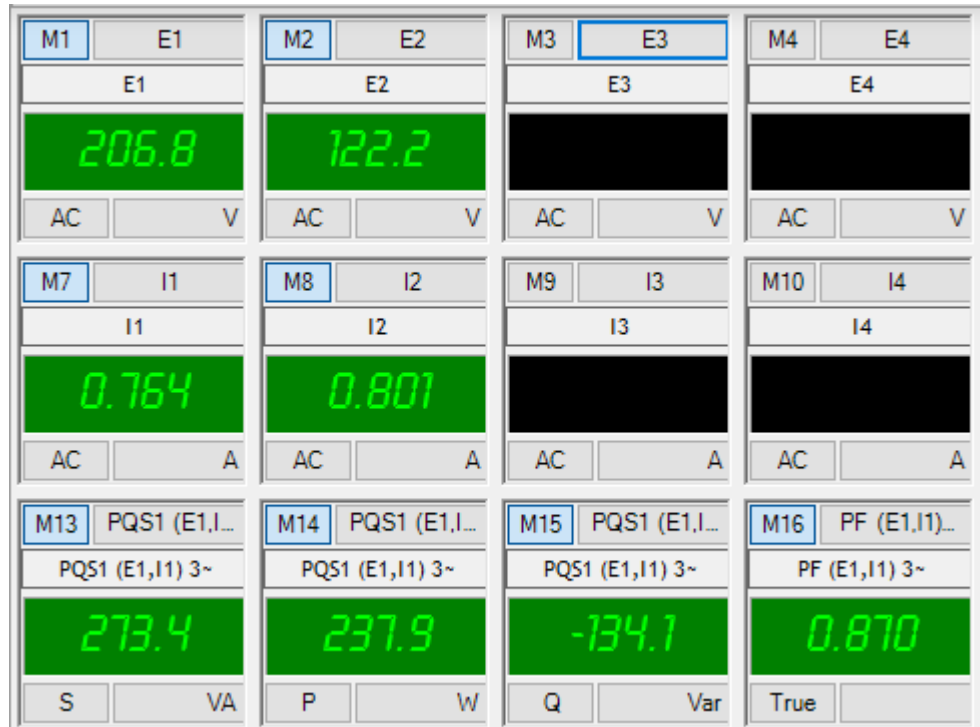 M1 E1 M2 E2 M3 E3 M4 E4
E1 E2 E3 E4
206.8 122.2
AC V AC V AC V AC V
M7 I1 M8 I2 M9 I3 M10 I4
I1 I2 I3 I4
0.764 0.801
AC A AC A AC A AC A
M13 PQS1 (E1,I... M14 PQS1 (E1,I... M15 PQS1 (E1,I... M16 PF (E1,I1)...
PQS1 (E1,I1) 3~ PQS1 (E1,I1) 3~ PQS1 (E1,I1) 3~ PF (E1,I1) 3~
273.4 237.9 -134.1 0.870
S VA P W Q Var True